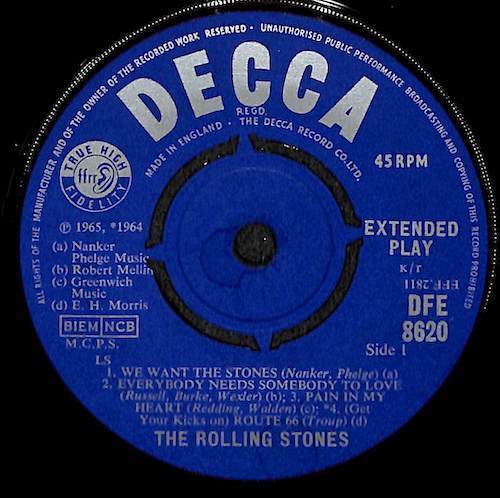 ALL RIGHTS OF THE MANUFACTURER AND OF THE OWNER OF THE RECORDED WORK RESERVED · UNAUTHORISED PUBLIC PERFORMANCE BROADCASTING AND COPYING OF THIS RECORD PROHIBITED
DECCA
REGD.
MADE IN ENGLAND · THE DECCA RECORD CO. LTD.
TRUE HIGH
ffrr
FIDELITY
45 RPM
℗ 1965, *1964
(a) Nanker
Phelge Music
(b) Robert Mellin
(c) Greenwich
Music
(d) E. H. Morris
BIEM NCB
M.C.P.S.
LS
EXTENDED
PLAY
K/T
EFF.2811
DFE
8620
Side 1
1. WE WANT THE STONES (Nanker, Phelge) (a)
2. EVERYBODY NEEDS SOMEBODY TO LOVE
(Russell, Burke, Wexler) (b); 3. PAIN IN MY
HEART (Redding, Walden) (c); *4. (Get
Your Kicks on) ROUTE 66 (Troup) (d)
THE ROLLING STONES